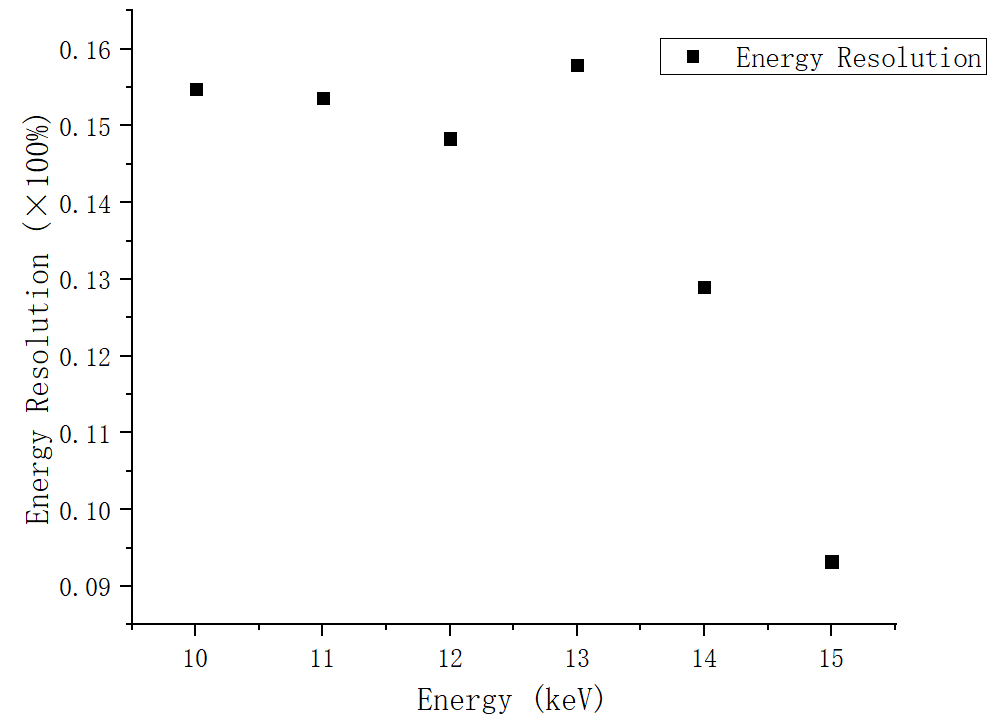 Energy Resolution
0.16
0.15
0.14
0.13
0.12
0.11
0.10
0.09
Energy Resolution (×100%)
10 11 12 13 14 15
Energy (keV)